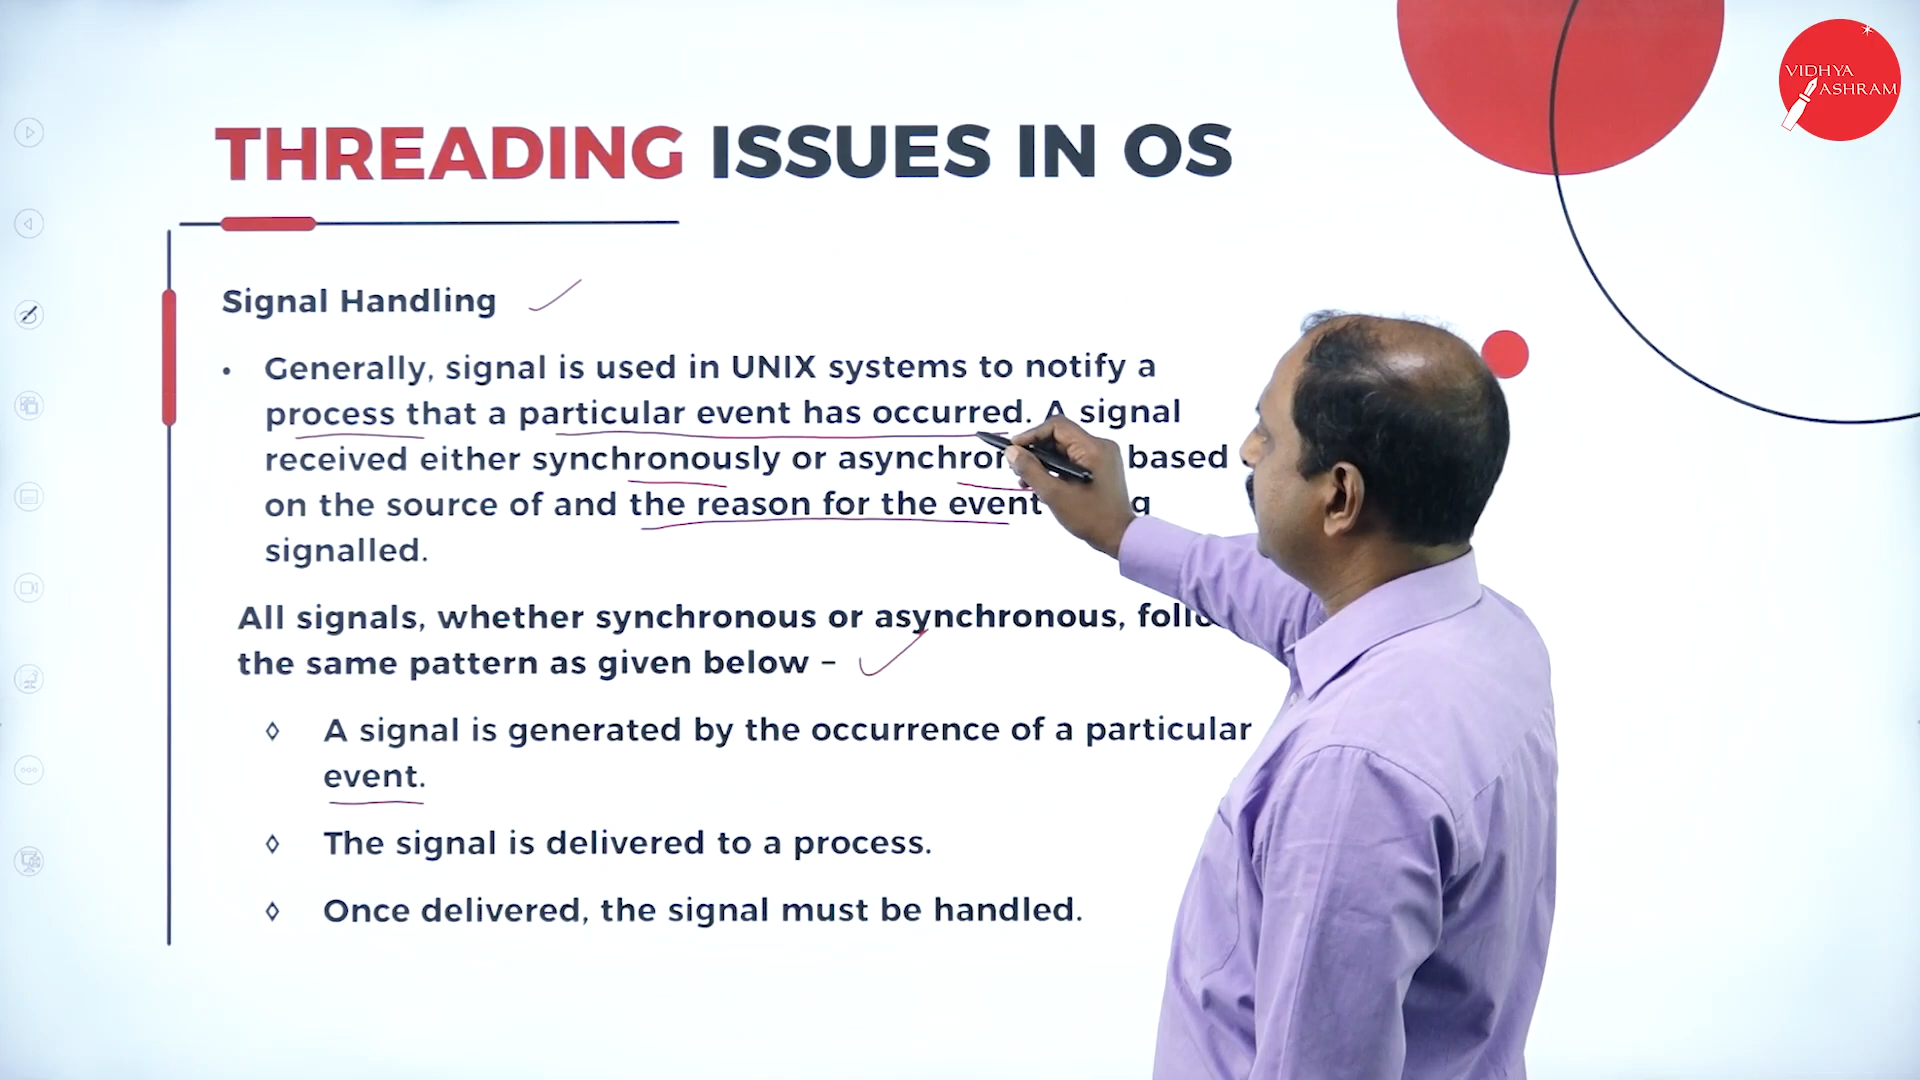 VIDHYA
ASHRAM
THREADING ISSUES IN OS
Signal Handling
• Generally, signal is used in UNIX systems to notify a
process that a particular event has occurred. A signal
received either synchronously or based
on the source of and the reason for the event
signalled.
All signals, whether synchronous or asynchronous,
the same pattern as given below –
◊ A signal is generated by the occurrence of a particular
event.
◊ The signal is delivered to a process.
◊ Once delivered, the signal must be handled.